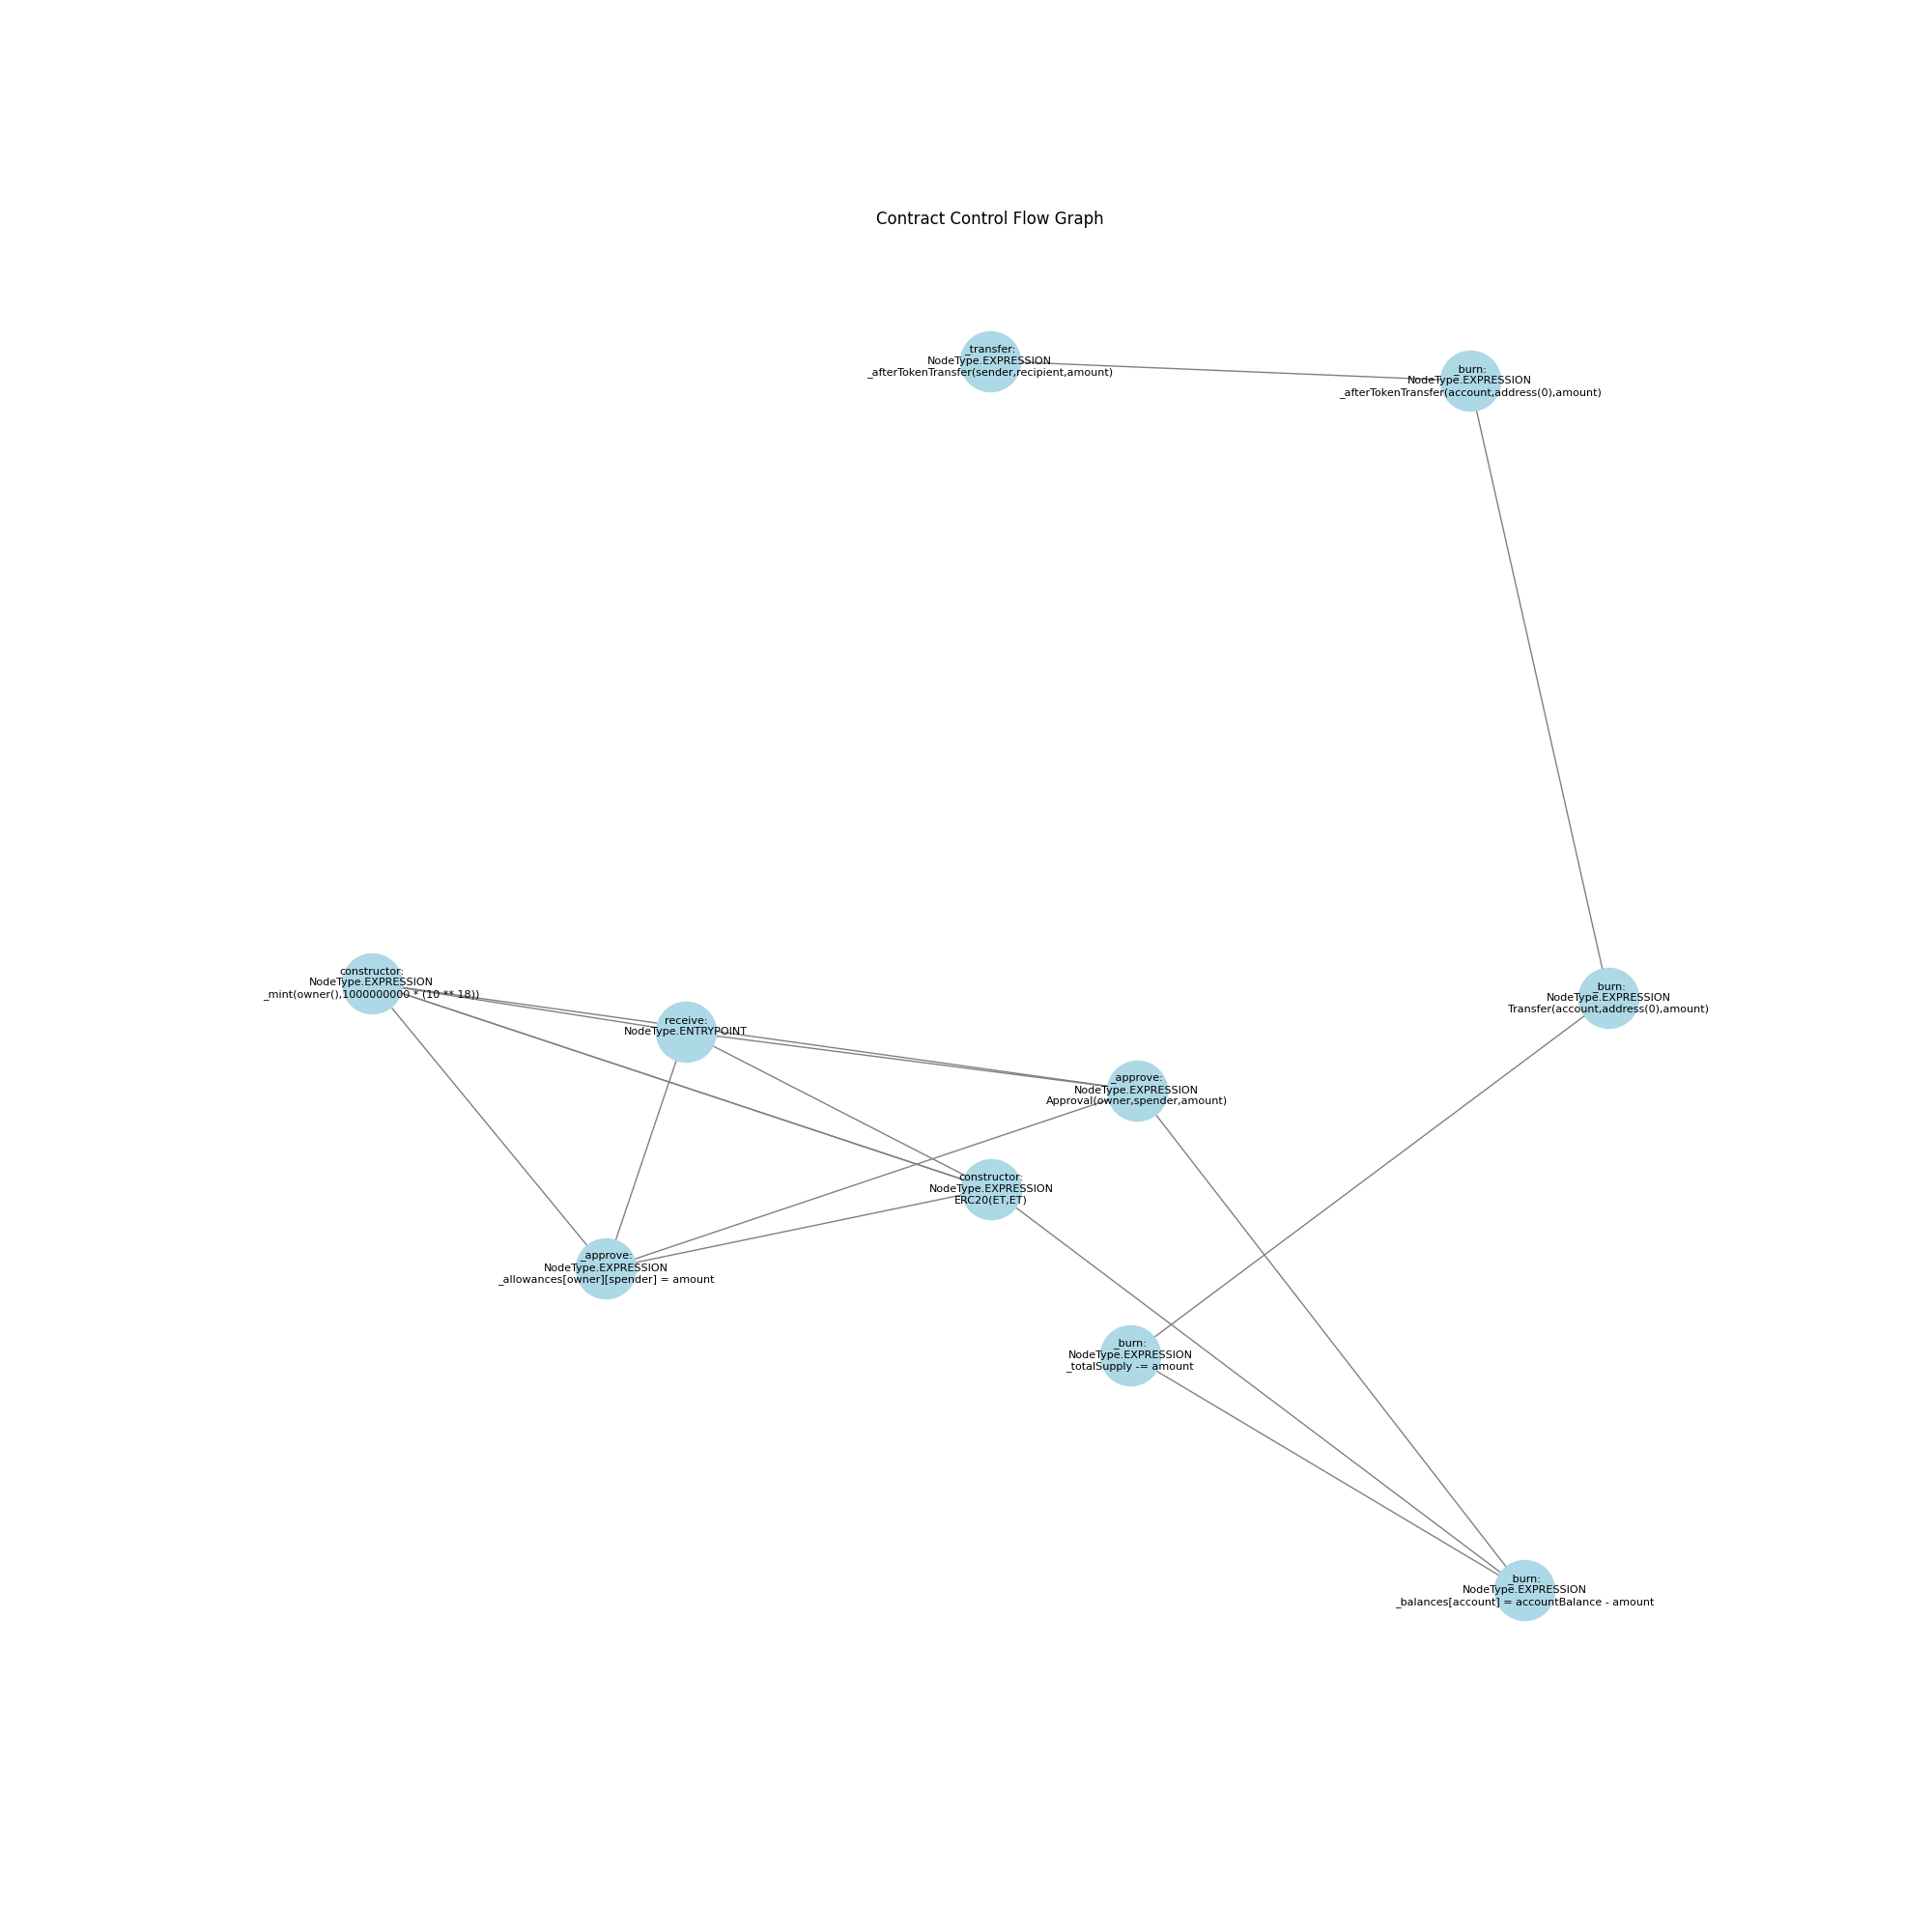 Contract Control Flow Graph
_transfer:
NodeType.EXPRESSION
_afterTokenTransfer(sender,recipient,amount)
_burn:
NodeType.EXPRESSION
_afterTokenTransfer(account,address(0),amount)
constructor:
NodeType.EXPRESSION
_mint(owner(),1000000000 * (10 ** 18))
_burn:
NodeType.EXPRESSION
Transfer(account,address(0),amount)
receive:
NodeType.ENTRYPOINT
_approve:
NodeType.EXPRESSION
Approval(owner,spender,amount)
constructor:
NodeType.EXPRESSION
ERC20(ET,ET)
_approve:
NodeType.EXPRESSION
_allowances[owner][spender] = amount
_burn:
NodeType.EXPRESSION
_totalSupply -= amount
_burn:
NodeType.EXPRESSION
_balances[account] = accountBalance - amount